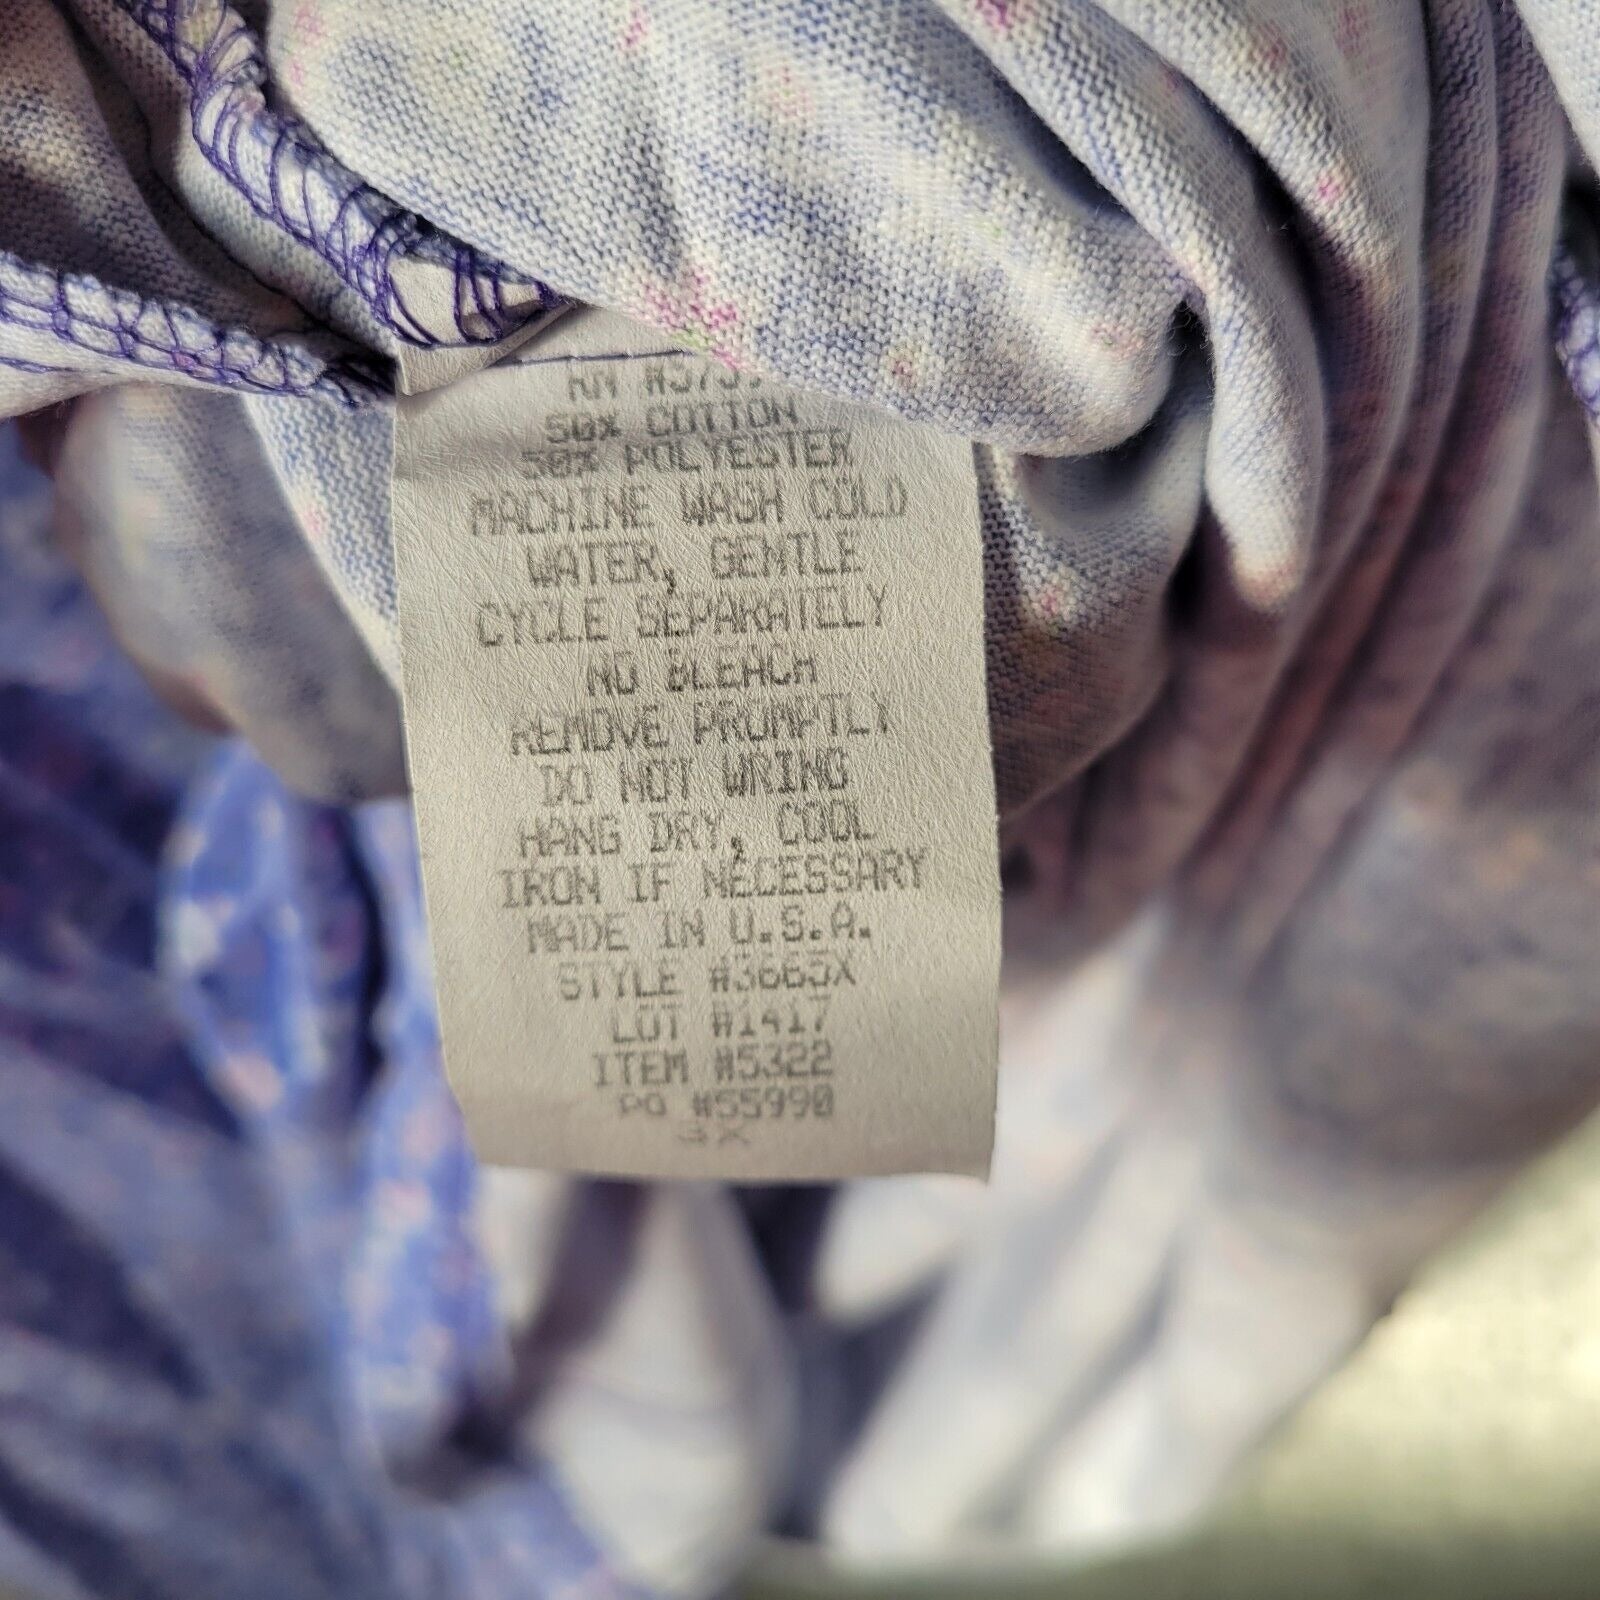 RN
50% COTTON
50% POLYESTER
MACHINE WASH COLD
WATER, GENTLE
CYCLE SEPARATELY
NO BLEACH
REMOVE PROMPTLY
DO NOT WRING
HANG DRY, COOL
IRON IF NECESSARY
MADE IN U.S.A.
STYLE #3665X
LOT #1417
ITEM #5322
PO #55990